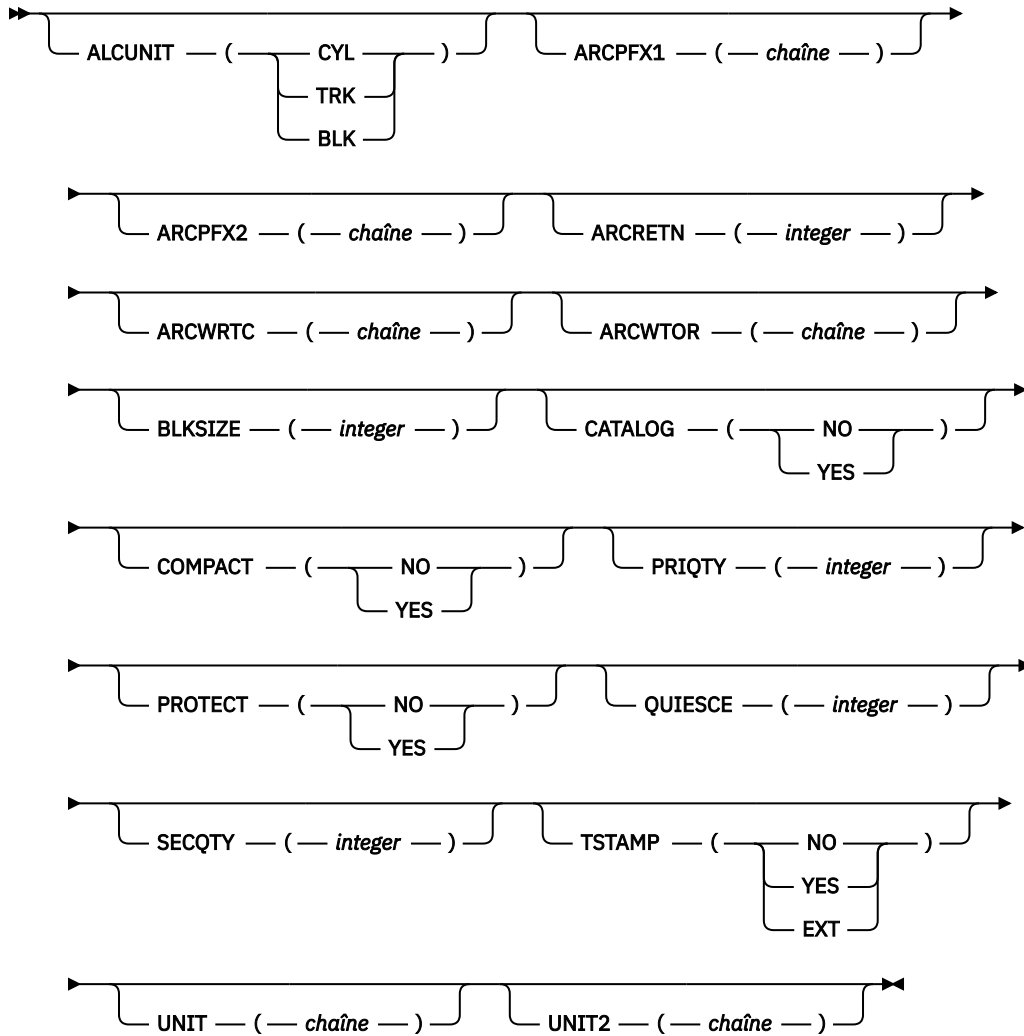 ALCUNIT ( CYL ) ARCPFX1 ( chaîne )
TRK
BLK
ARCPFX2 ( chaîne ) ARCRETN ( integer )
ARCWRTC ( chaîne ) ARCWTOR ( chaîne )
BLKSIZE ( integer ) CATALOG ( NO )
YES
COMPACT ( NO ) PRIQTY ( integer )
YES
PROTECT ( NO ) QUIESCE ( integer )
YES
SECQTY ( integer ) TSTAMP ( NO )
YES
EXT
UNIT ( chaîne ) UNIT2 ( chaîne )